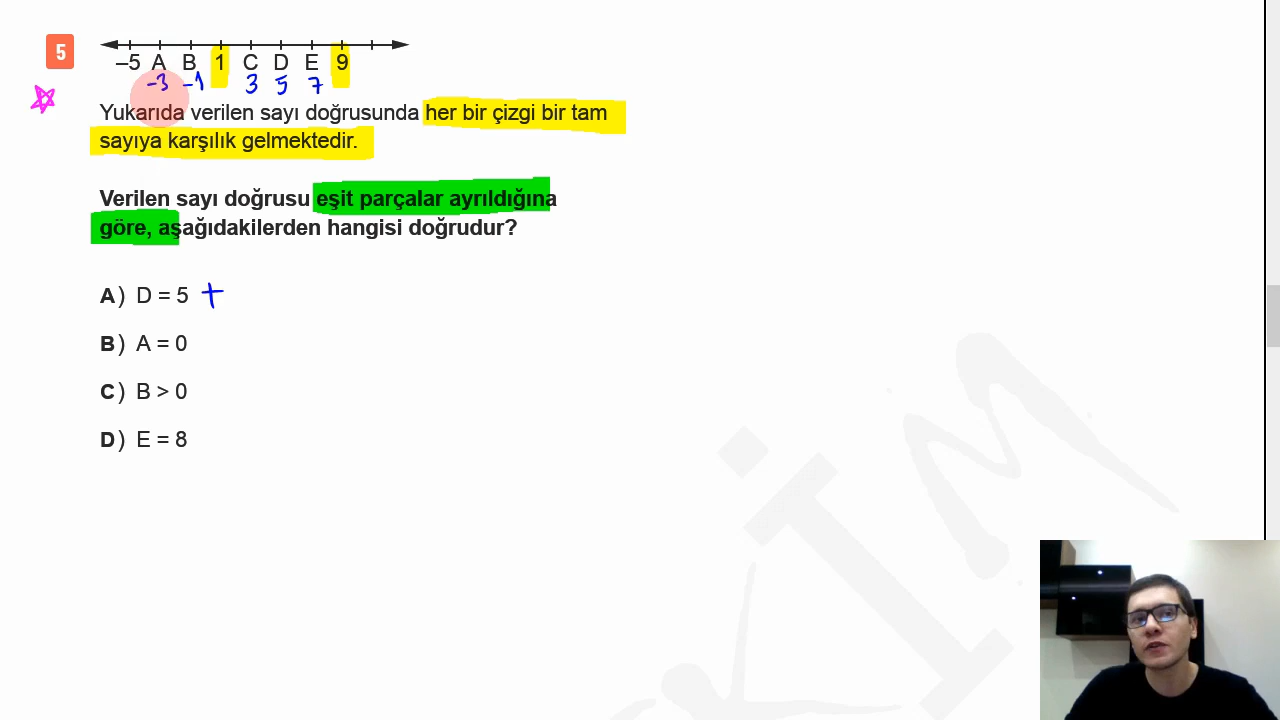 5
–5 A B 1 C D E 9
-3 -1 3 5 7
Yukarıda verilen sayı doğrusunda her bir çizgi bir tam
sayıya karşılık gelmektedir.
Verilen sayı doğrusu eşit parçalar ayrıldığına
göre, aşağıdakilerden hangisi doğrudur?
A) D = 5 +
B) A = 0
C) B > 0
D) E = 8